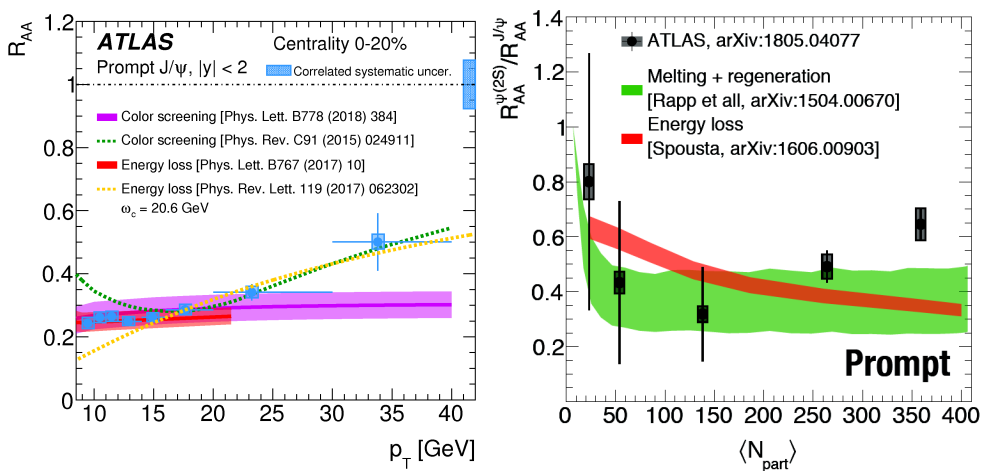 R_AA
ATLAS
Centrality 0-20%
Prompt J/ψ, |y| < 2
Correlated systematic uncer.
Color screening [Phys. Lett. B778 (2018) 384]
Color screening [Phys. Rev. C91 (2015) 024911]
Energy loss [Phys. Lett. B767 (2017) 10]
Energy loss [Phys. Rev. Lett. 119 (2017) 062302]
ω_c = 20.6 GeV
1.2
1
0.8
0.6
0.4
0.2
0
10 20 30 40
p_T [GeV]
R_AA^ψ(2S)/R_AA^J/ψ
ATLAS, arXiv:1805.04077
Melting + regeneration
[Rapp et all, arXiv:1504.00670]
Energy loss
[Spousta, arXiv:1606.00903]
1.4
1.2
1
0.8
0.6
0.4
0.2
Prompt
0 50 100 150 200 250 300 350 400
⟨N_part⟩